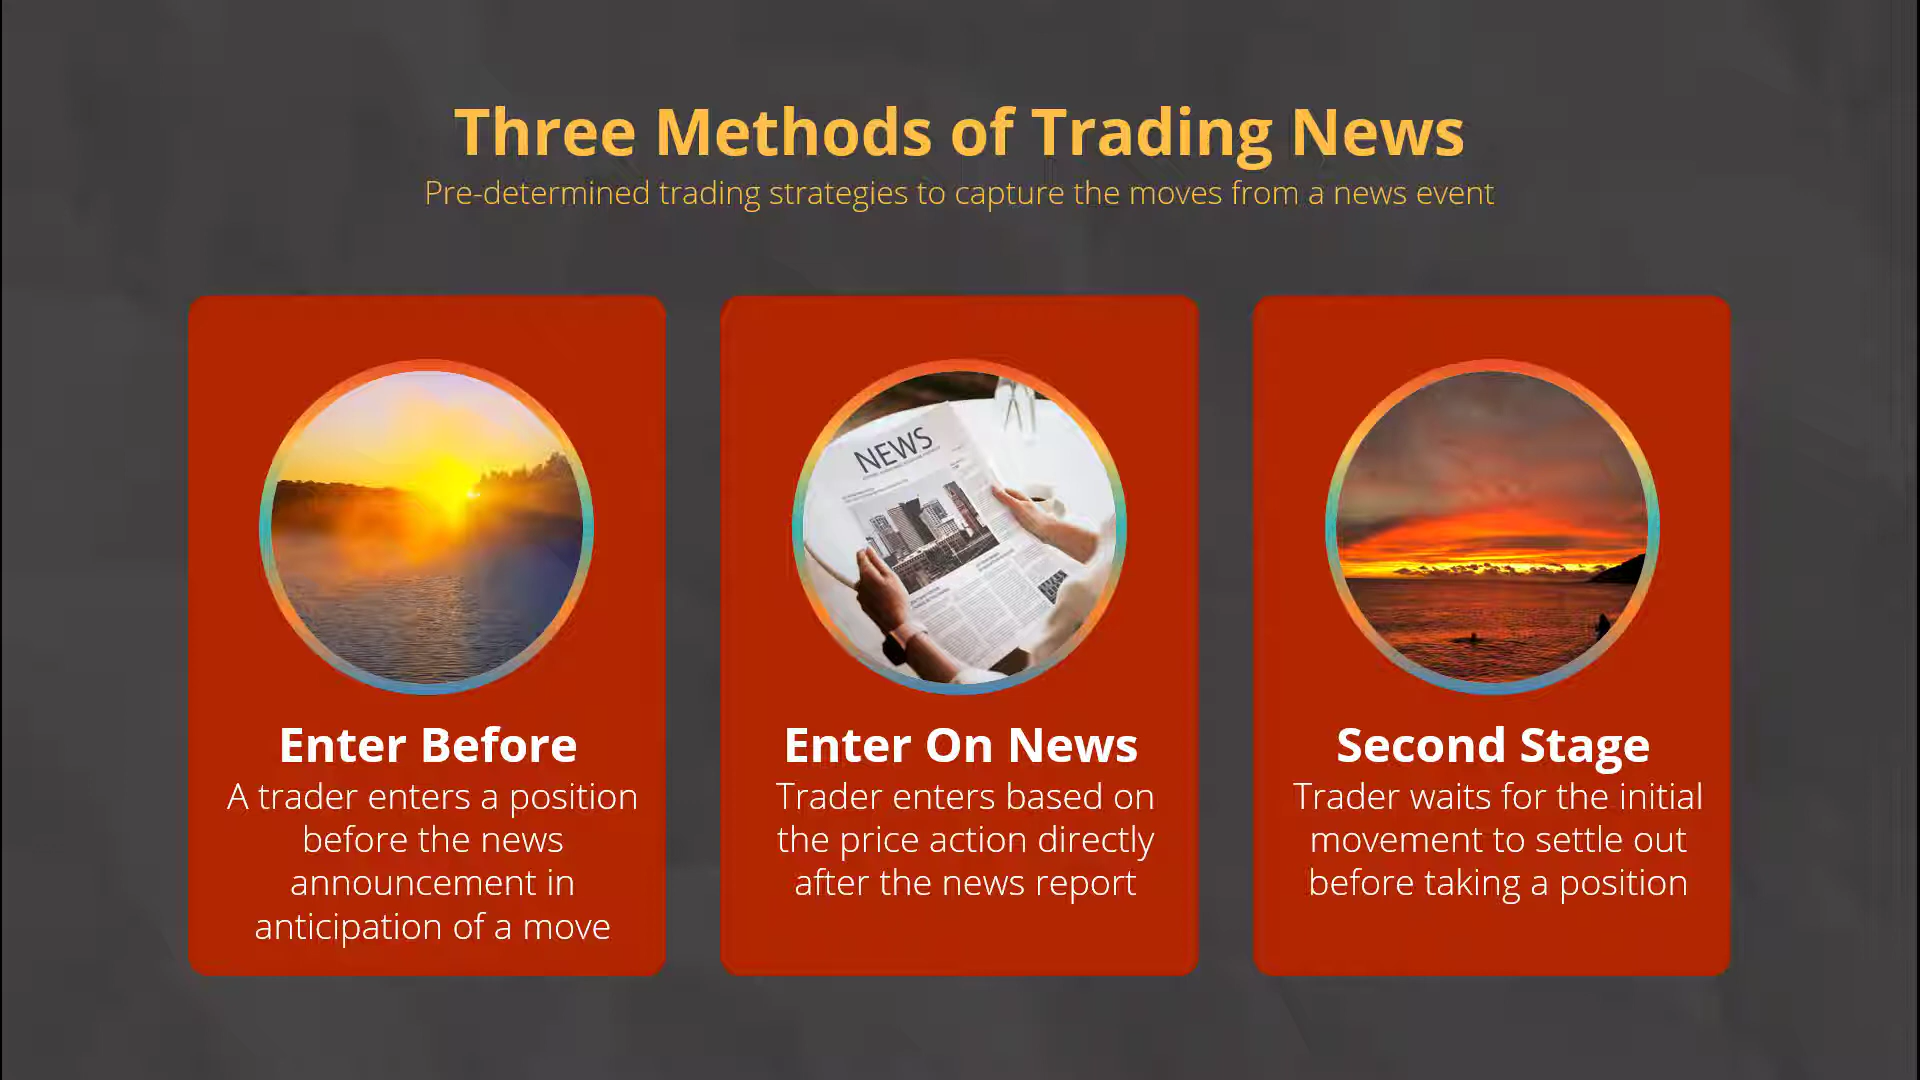 Three Methods of Trading News
Pre-determined trading strategies to capture the moves from a news event
NEWS
Enter Before
A trader enters a position
before the news
announcement in
anticipation of a move
Enter On News
Trader enters based on
the price action directly
after the news report
Second Stage
Trader waits for the initial
movement to settle out
before taking a position